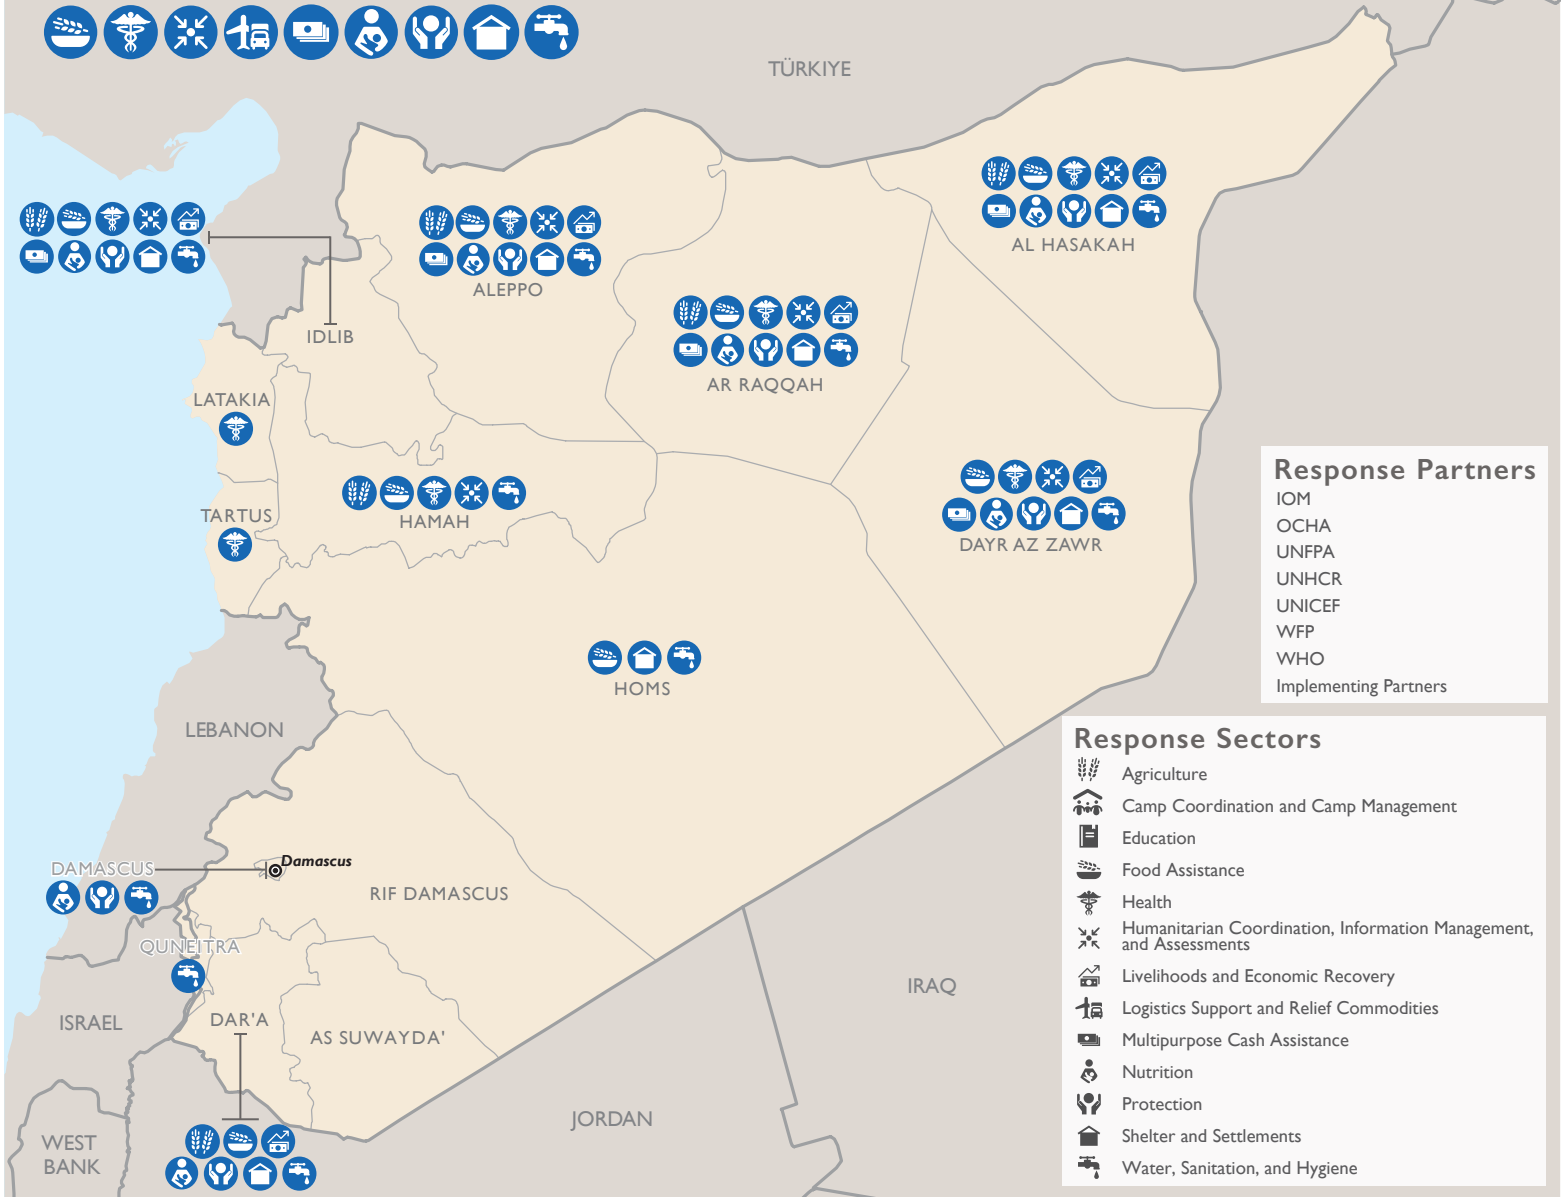 TÜRKIYE
AL HASAKAH
ALEPPO
IDLIB
AR RAQQAH
LATAKIA
TARTUS
HAMAH
DAYR AZ ZAWR
HOMS
LEBANON
DAMASCUS
Damascus
RIF DAMASCUS
QUNEITRA
ISRAEL
DAR'A
AS SUWAYDA'
IRAQ
JORDAN
WEST
BANK
Response Partners
IOM
OCHA
UNFPA
UNHCR
UNICEF
WFP
WHO
Implementing Partners
Response Sectors
Agriculture
Camp Coordination and Camp Management
Education
Food Assistance
Health
Humanitarian Coordination, Information Management,
and Assessments
Livelihoods and Economic Recovery
Logistics Support and Relief Commodities
Multipurpose Cash Assistance
Nutrition
Protection
Shelter and Settlements
Water, Sanitation, and Hygiene